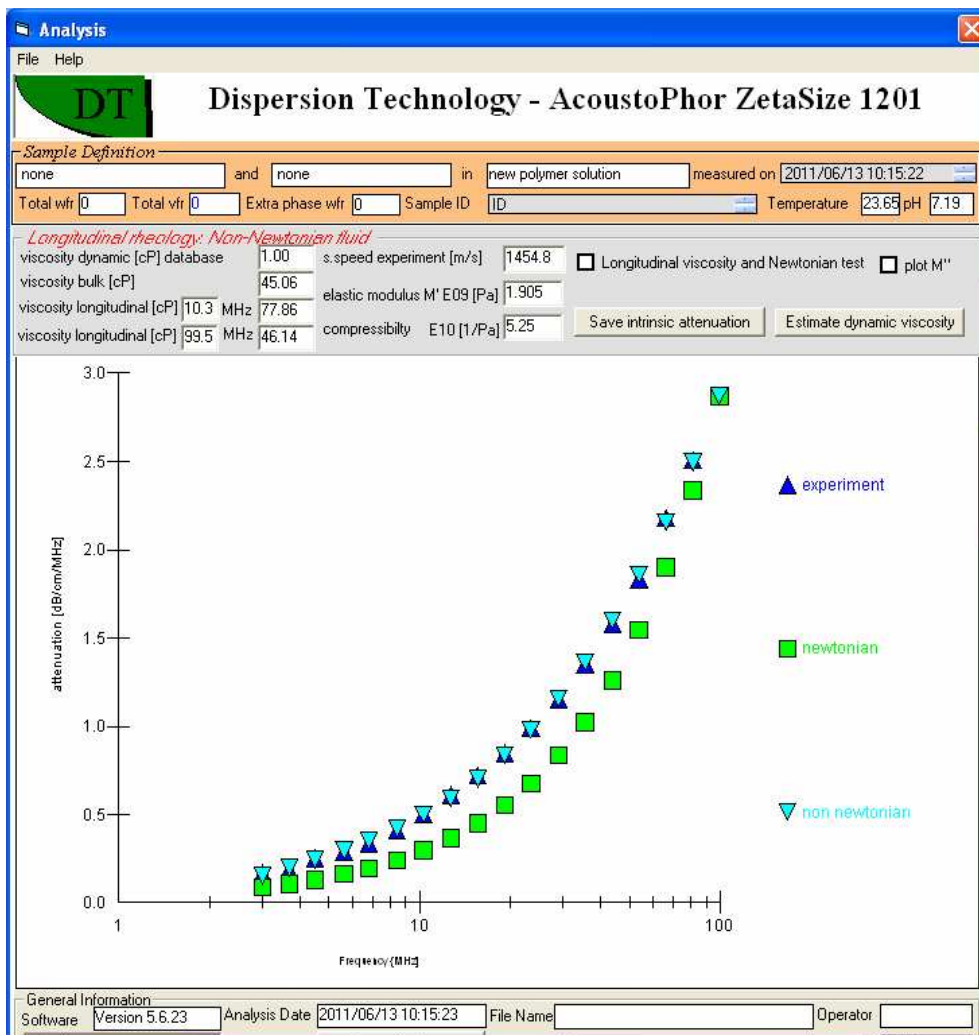 Analysis
File Help
DT
Dispersion Technology - AcoustoPhor ZetaSize 1201
Sample Definition
none and none in new polymer solution measured on 2011/06/13 10:15:22
Total wfr 0 Total vfr 0 Extra phase wfr 0 Sample ID ID Temperature 23.65 pH 7.19
Longitudinal rheology: Non-Newtonian fluid
viscosity dynamic [cP] database 1.00 s.speed experiment [m/s] 1454.8 Longitudinal viscosity and Newtonian test plot M''
viscosity bulk [cP] 45.06
elastic modulus M' E09 [Pa] 1.905
viscosity longitudinal [cP] 10.3 MHz 77.86
compressibilty E10 [1/Pa] 5.25 Save intrinsic attenuation Estimate dynamic viscosity
viscosity longitudinal [cP] 99.5 MHz 46.14
3.0
2.5
experiment
2.0
attenuation [dB/cm/MHz]
1.5
newtonian
1.0
0.5
non newtonian
0.0
1 10 100
Frequency [MHz]
General Information
Software Version 5.6.23 Analysis Date 2011/06/13 10:15:23 File Name Operator